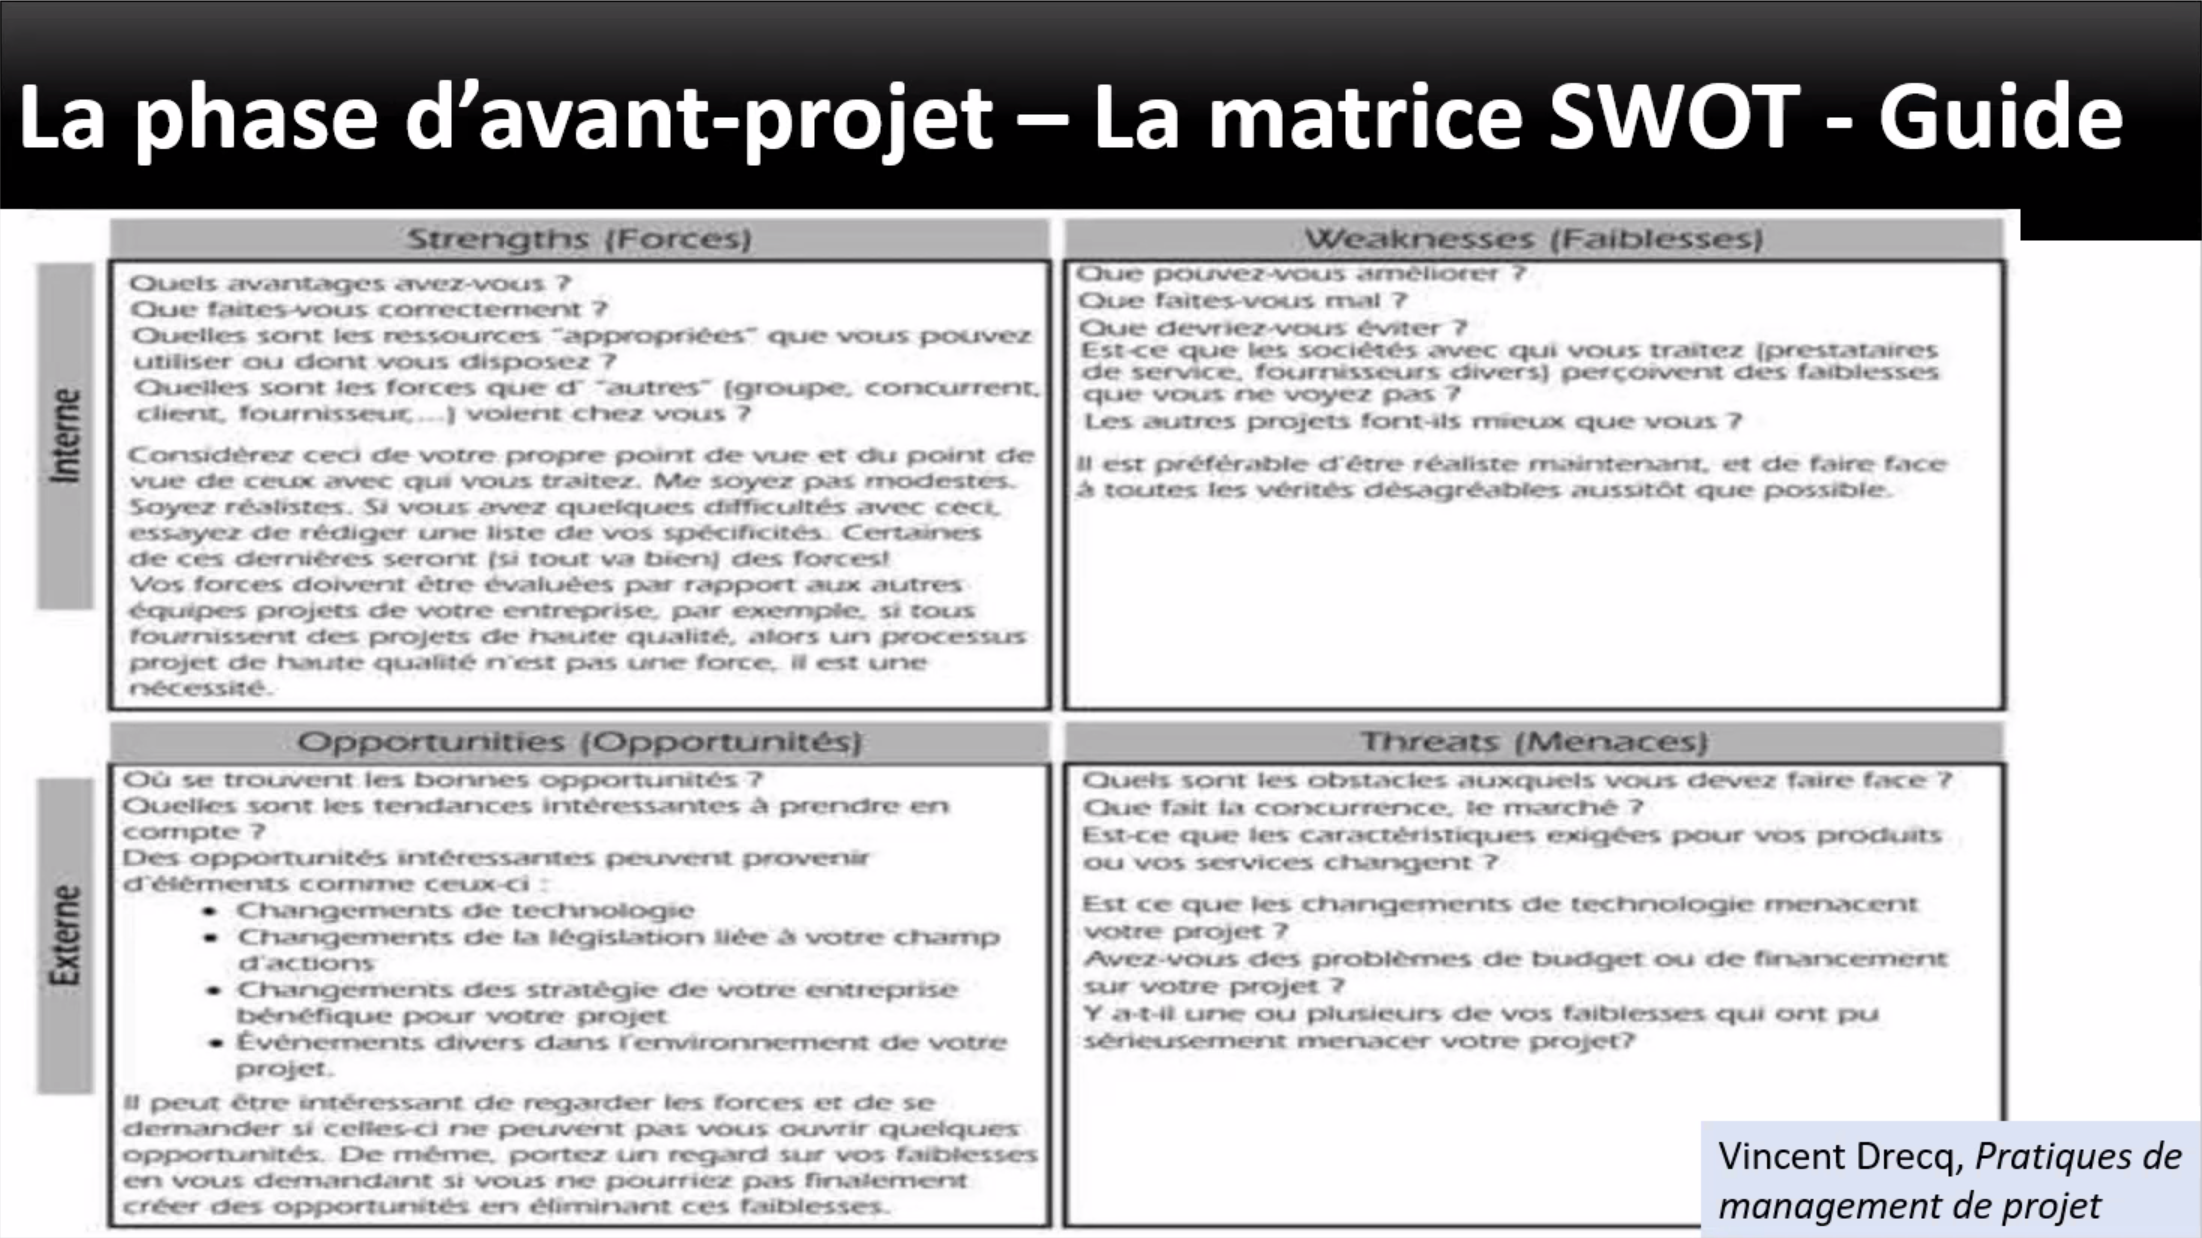 La phase d'avant-projet – La matrice SWOT - Guide
Strengths (Forces)
Interne
Quels avantages avez-vous ?
Que faites-vous correctement ?
Quelles sont les ressources "appropriées" que vous pouvez
utiliser ou dont vous disposez ?
Quelles sont les forces que d' "autres" (groupe, concurrent,
client, fournisseur,...) voient chez vous ?
Considérez ceci de votre propre point de vue et du point de
vue de ceux avec qui vous traitez. Me soyez pas modestes.
Soyez réalistes. Si vous avez quelques difficultés avec ceci,
essayez de rédiger une liste de vos spécificités. Certaines
de ces dernières seront (si tout va bien) des forces!
Vos forces doivent être évaluées par rapport aux autres
équipes projets de votre entreprise, par exemple, si tous
fournissent des projets de haute qualité, alors un processus
projet de haute qualité n'est pas une force, il est une
nécessité.
Weaknesses (Faiblesses)
Que pouvez-vous améliorer ?
Que faites-vous mal ?
Que devriez-vous éviter ?
Est-ce que les sociétés avec qui vous traitez (prestataires
de service, fournisseurs divers) perçoivent des faiblesses
que vous ne voyez pas ?
Les autres projets font-ils mieux que vous ?
Il est préférable d'être réaliste maintenant, et de faire face
à toutes les vérités désagréables aussitôt que possible.
Opportunities (Opportunités)
Externe
Où se trouvent les bonnes opportunités ?
Quelles sont les tendances intéressantes à prendre en
compte ?
Des opportunités intéressantes peuvent provenir
d'éléments comme ceux-ci :
• Changements de technologie
• Changements de la législation liée à votre champ
d'actions
• Changements des stratégie de votre entreprise
bénéfique pour votre projet
• Événements divers dans l'environnement de votre
projet.
Il peut être intéressant de regarder les forces et de se
demander si celles-ci ne peuvent pas vous ouvrir quelques
opportunités. De même, portez un regard sur vos faiblesses
en vous demandant si vous ne pourriez pas finalement
créer des opportunités en éliminant ces faiblesses.
Threats (Menaces)
Quels sont les obstacles auxquels vous devez faire face ?
Que fait la concurrence, le marché ?
Est-ce que les caractéristiques exigées pour vos produits
ou vos services changent ?
Est ce que les changements de technologie menacent
votre projet ?
Avez-vous des problèmes de budget ou de financement
sur votre projet ?
Y a-t-il une ou plusieurs de vos faiblesses qui ont pu
sérieusement menacer votre projet?
Vincent Drecq, Pratiques de
management de projet